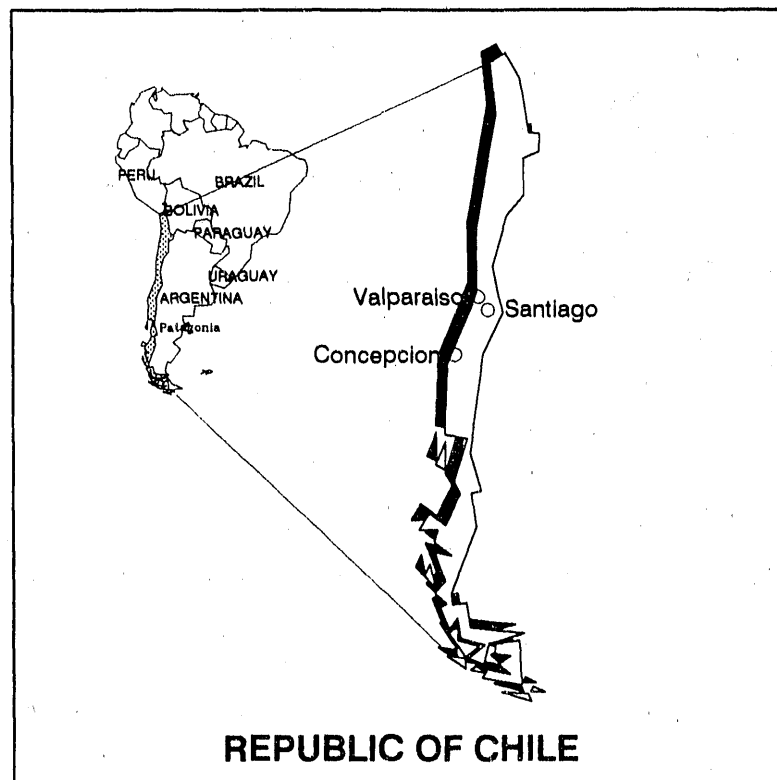 PERU
BRAZIL
BOLIVIA
PARAGUAY
URAGUAY
ARGENTINA
Patagonia
Valparaiso
Santiago
Concepcion
REPUBLIC OF CHILE